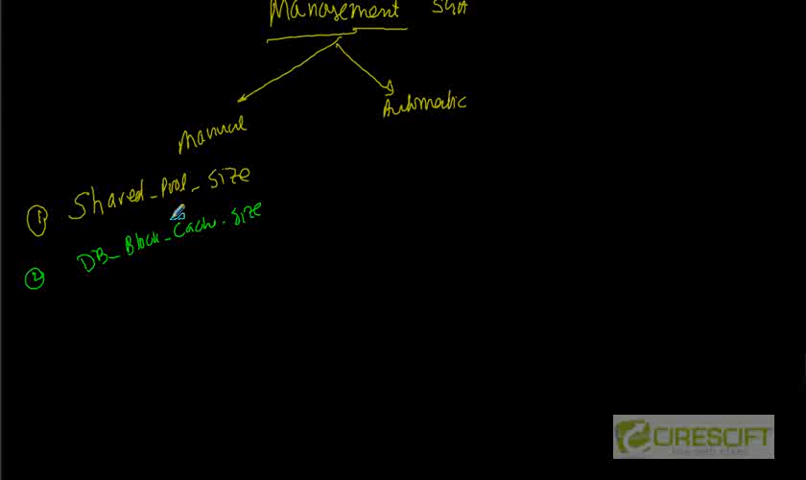 Management SGA
Automatic
Manual
① Shared_Pool_Size
② DB_Block_Cache_Size
CIRESCIFT